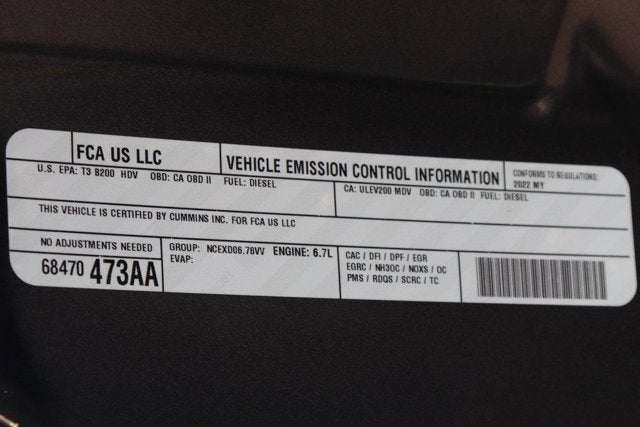 FCA US LLC
VEHICLE EMISSION CONTROL INFORMATION
CONFORMS TO REGULATIONS:
2022 MY
U.S. EPA: T3 B200 HDV OBD: CA OBD II FUEL: DIESEL
CA: ULEV200 MDV OBD: CA OBD II FUEL: DIESEL
THIS VEHICLE IS CERTIFIED BY CUMMINS INC. FOR FCA US LLC
NO ADJUSTMENTS NEEDED
68470 473AA
GROUP: NCEXD06.78VV ENGINE: 6.7L
EVAP:
CAC / DFI / DPF / EGR
EGRC / NH3OC / NOXS / OC
PMS / RDQS / SCRC / TC